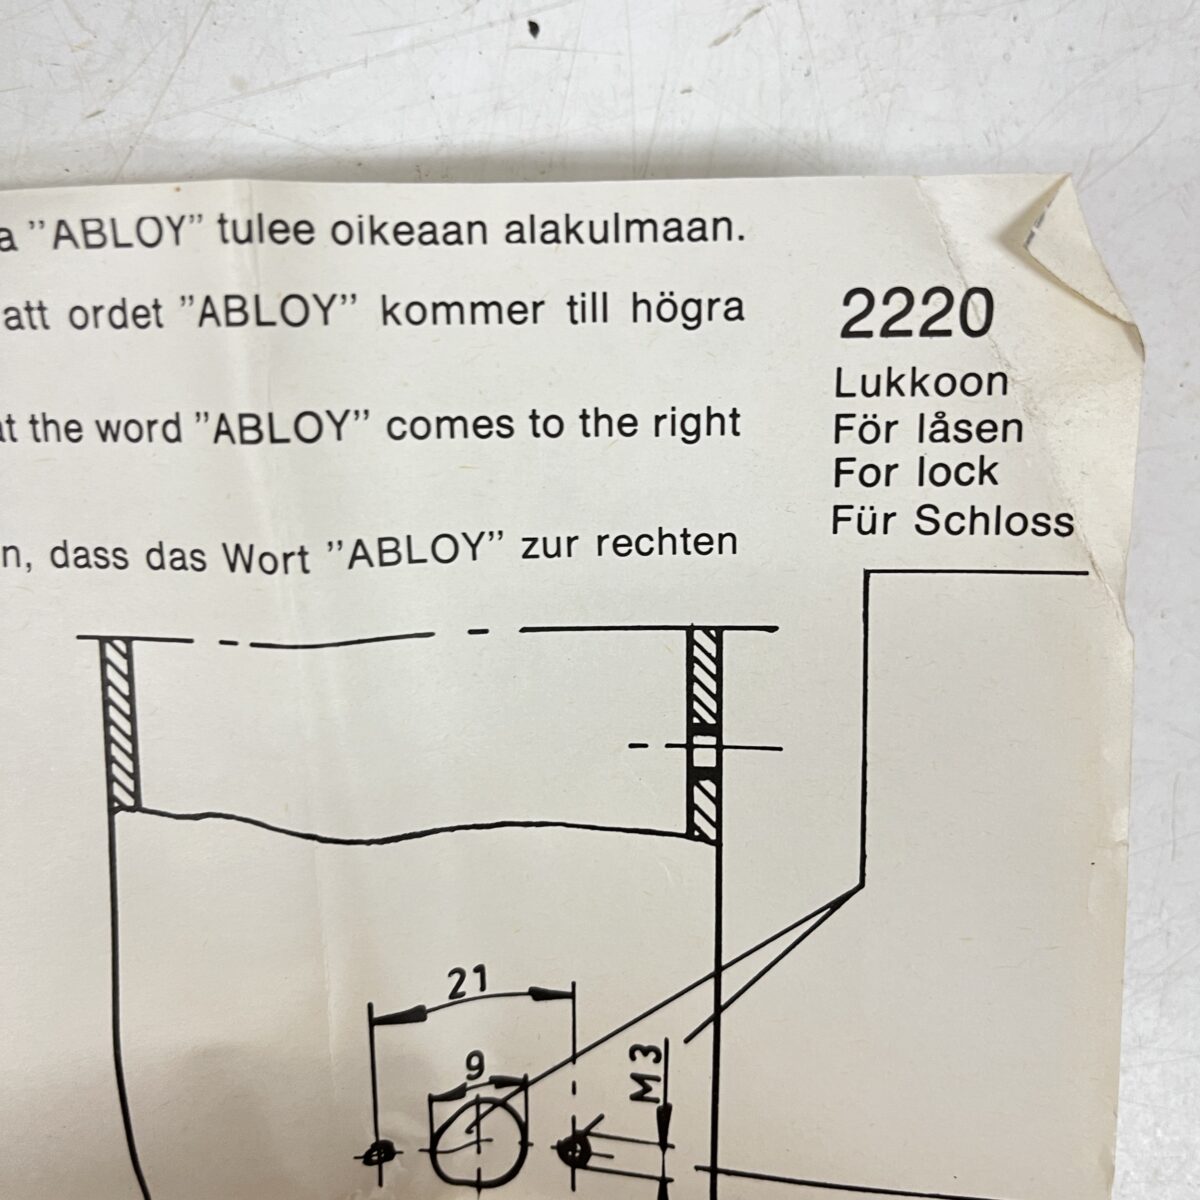 a "ABLOY" tulee oikeaan alakulmaan.
att ordet "ABLOY" kommer till högra
at the word "ABLOY" comes to the right
n, dass das Wort "ABLOY" zur rechten
2220
Lukkoon
För låsen
For lock
Für Schloss
21
9
M3